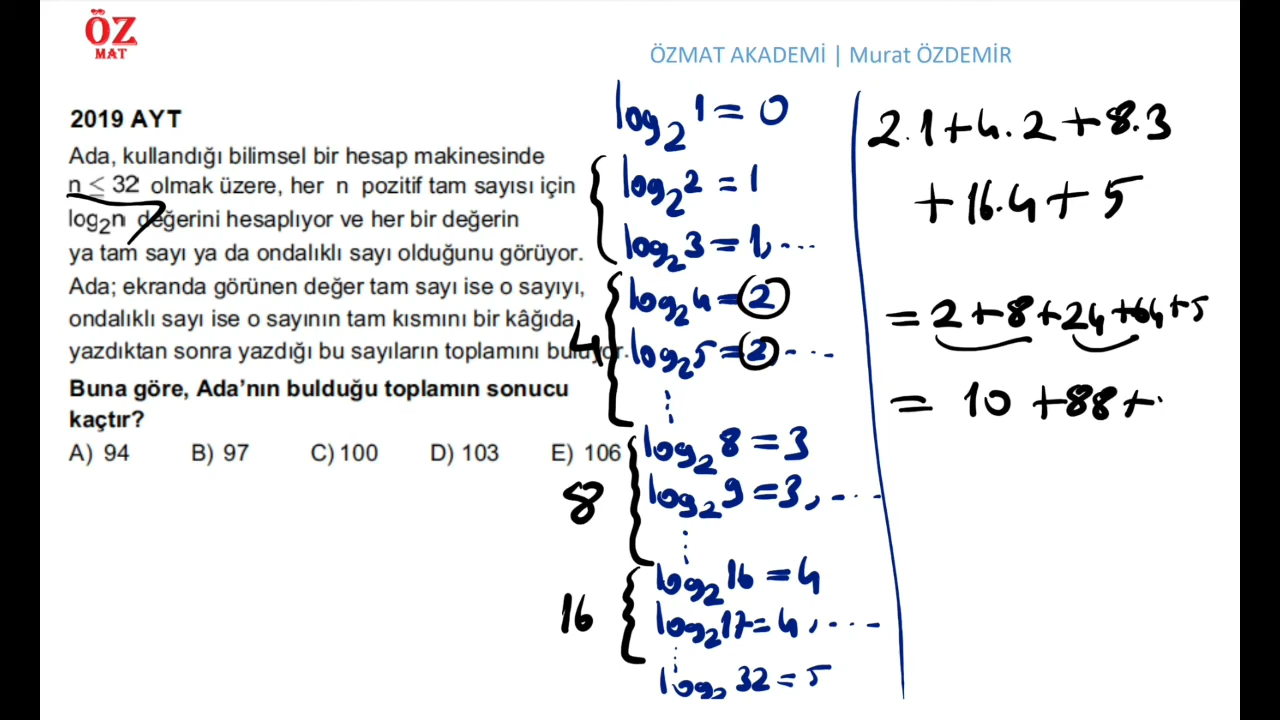 ÖZ
MAT
ÖZMAT AKADEMİ | Murat ÖZDEMİR
2019 AYT
Ada, kullandığı bilimsel bir hesap makinesinde
n ≤ 32 olmak üzere, her n pozitif tam sayısı için
log₂n değerini hesaplıyor ve her bir değerin
ya tam sayı ya da ondalıklı sayı olduğunu görüyor.
Ada; ekranda görünen değer tam sayı ise o sayıyı,
ondalıklı sayı ise o sayının tam kısmını bir kâğıda
yazdıktan sonra yazdığı bu sayıların toplamını buluyor.
Buna göre, Ada'nın bulduğu toplamın sonucu
kaçtır?
A) 94 B) 97 C) 100 D) 103 E) 106
log₂1 = 0
log₂2 = 1
log₂3 = 1, ...
4
log₂4 = 2
log₂5 = 2, ...
⋮
8
log₂8 = 3
log₂9 = 3, ...
⋮
16
log₂16 = 4
log₂17 = 4, ...
⋮
log₂32 = 5
2.1 + 4.2 + 8.3
+ 16.4 + 5
= 2 + 8 + 24 + 64 + 5
= 10 + 88 +